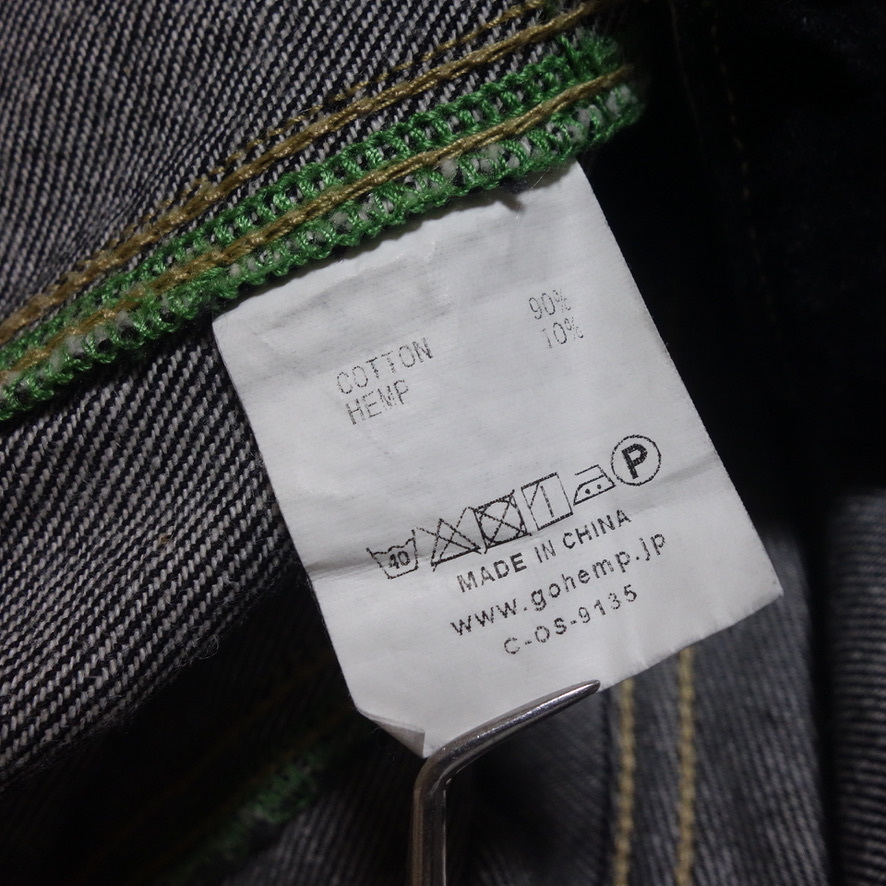 COTTON 90%
HEMP 10%
40 P
MADE IN CHINA
www.gohemp.jp
C-OS-9135